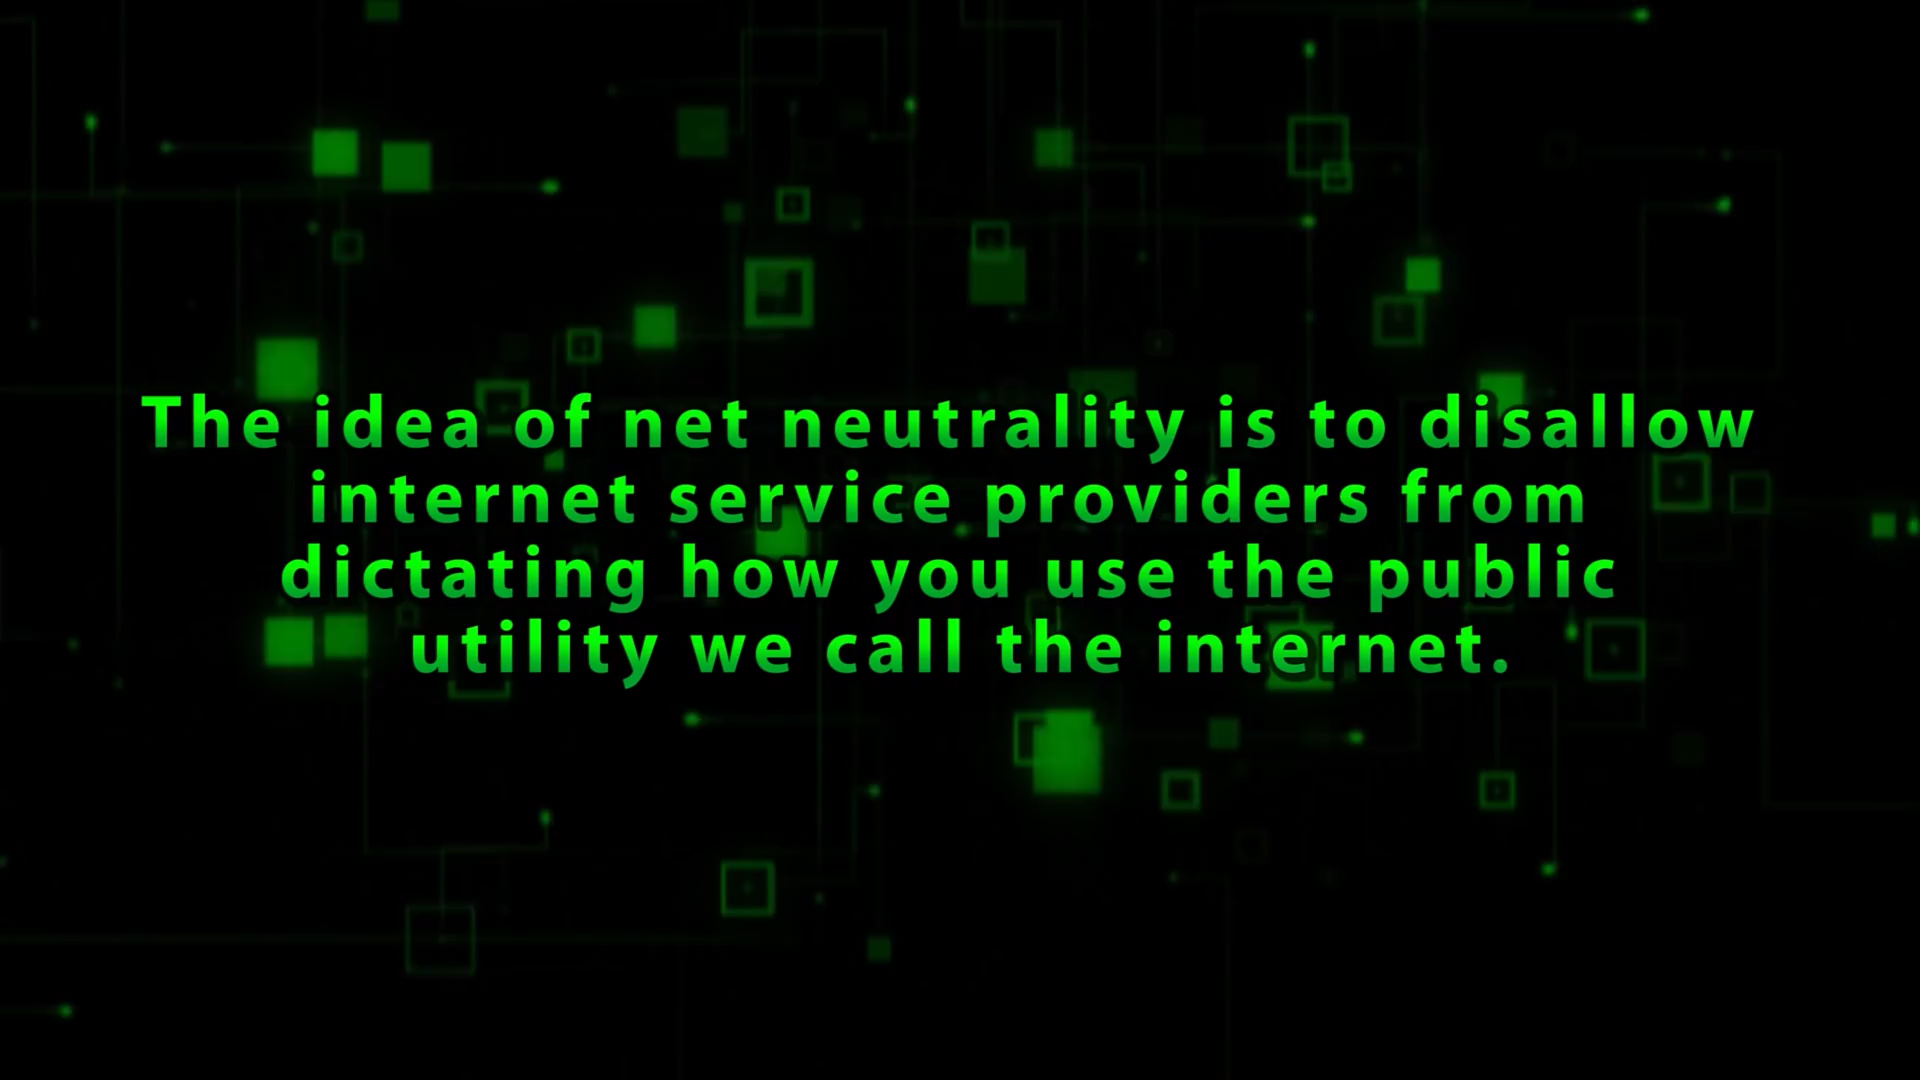 The idea of net neutrality is to disallow
internet service providers from
dictating how you use the public
utility we call the internet.